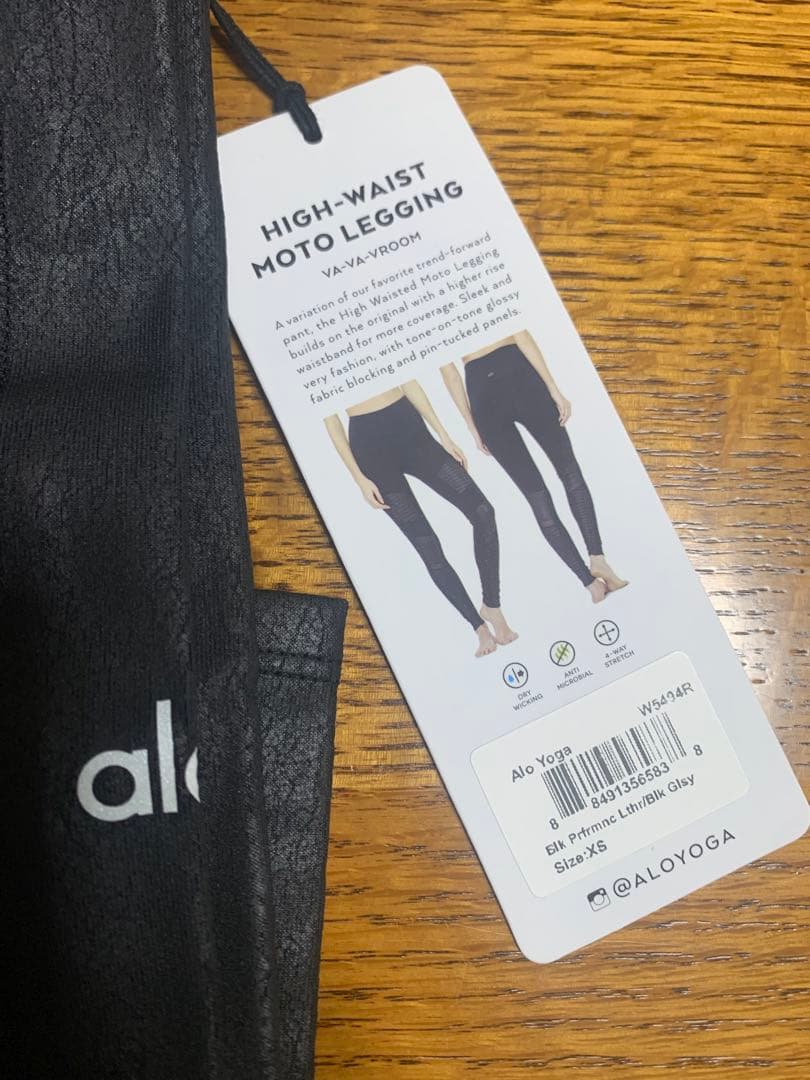 HIGH-WAIST
MOTO LEGGING
VA-VA-VROOM
A variation of our favorite trend-forward
pant, the High Waisted Moto Legging
builds on the original with a higher rise
waistband for more coverage. Sleek and
very fashion, with tone-on-tone glossy
fabric blocking and pin-tucked panels.
DRY
WICKING
ANTI
MICROBIAL
4-WAY
STRETCH
Alo Yoga
W5494R
8 8491356583 8
Blk Prfrmnc Lthr/Blk Glsy
Size:XS
@ALOYOGA
alo